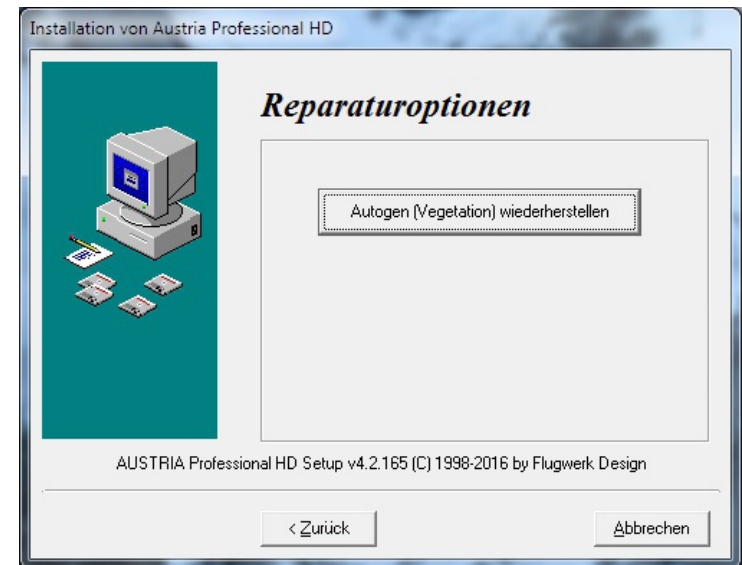 Installation von Austria Professional HD
Reparaturoptionen
Autogen (Vegetation) wiederherstellen
AUSTRIA Professional HD Setup v4.2.165 (C) 1998-2016 by Flugwerk Design
< Zurück
Abbrechen